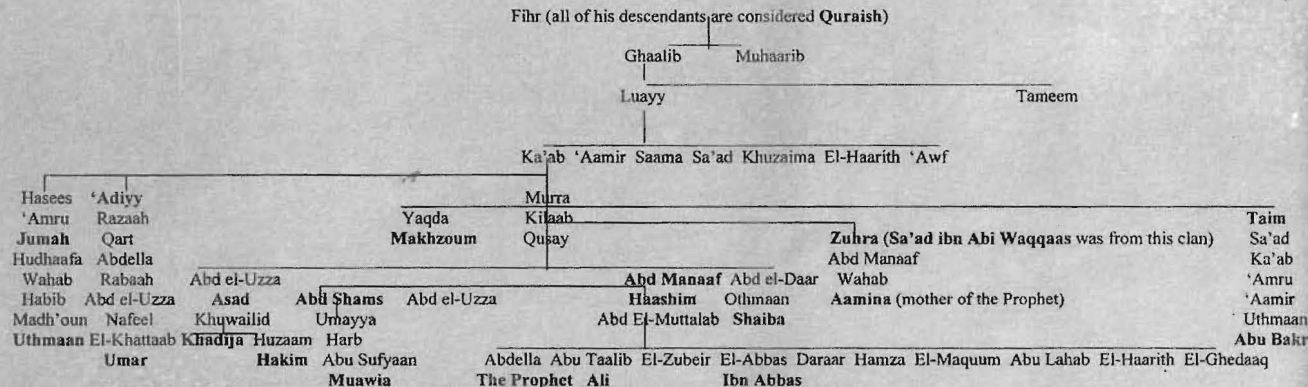 Fihr (all of his descendants are considered Quraish)
Ghaalib Muhaarib
Luayy Tameem
Ka'ab 'Aamir Saama Sa'ad Khuzaima El-Haarith 'Awf
Hasees 'Adiyy Murra
'Amru Razaah Yaqda Kilaab Taim
Jumah Qart Makhzoum Qusay Zuhra (Sa'ad ibn Abi Waqqaas was from this clan) Sa'ad
Hudhaafa Abdella Abd Manaaf Ka'ab
Wahab Rabaah Abd el-Uzza Abd Manaaf Abd el-Daar Wahab 'Amru
Habib Abd el-Uzza Asad Abd Shams Abd el-Uzza Haashim Othmaan Aamina (mother of the Prophet) 'Aamir
Madh'oun Nafeel Khuwailid Umayya Abd El-Muttalab Shaiba Uthmaan
Uthmaan El-Khattaab Khadija Huzaam Harb Abu Bakr
Umar Hakim Abu Sufyaan Abdella Abu Taalib El-Zubeir El-Abbas Daraar Hamza El-Maquum Abu Lahab El-Haarith El-Ghedaaq
Muawia The Prophet Ali Ibn Abbas